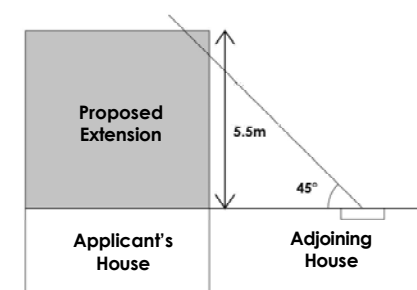 Proposed
Extension
5.5m
45°
Applicant's
House
Adjoining
House